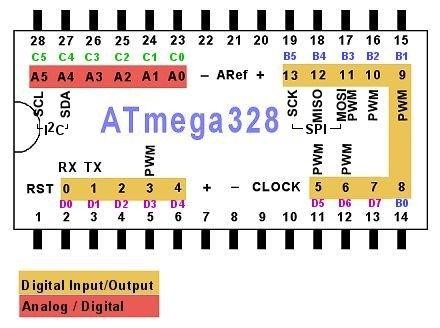 28 27 26 25 24 23 22 21 20 19 18 17 16 15
C5 C4 C3 C2 C1 C0 B5 B4 B3 B2 B1
A5 A4 A3 A2 A1 A0 − ARef + 13 12 11 10 9
SCL SDA SCK MISO MOSI PWM PWM PWM
I2C SPI
ATmega328
RX TX PWM PWM PWM
RST 0 1 2 3 4 + − CLOCK 5 6 7 8
D0 D1 D2 D3 D4 D5 D6 D7 B0
1 2 3 4 5 6 7 8 9 10 11 12 13 14
Digital Input/Output
Analog / Digital